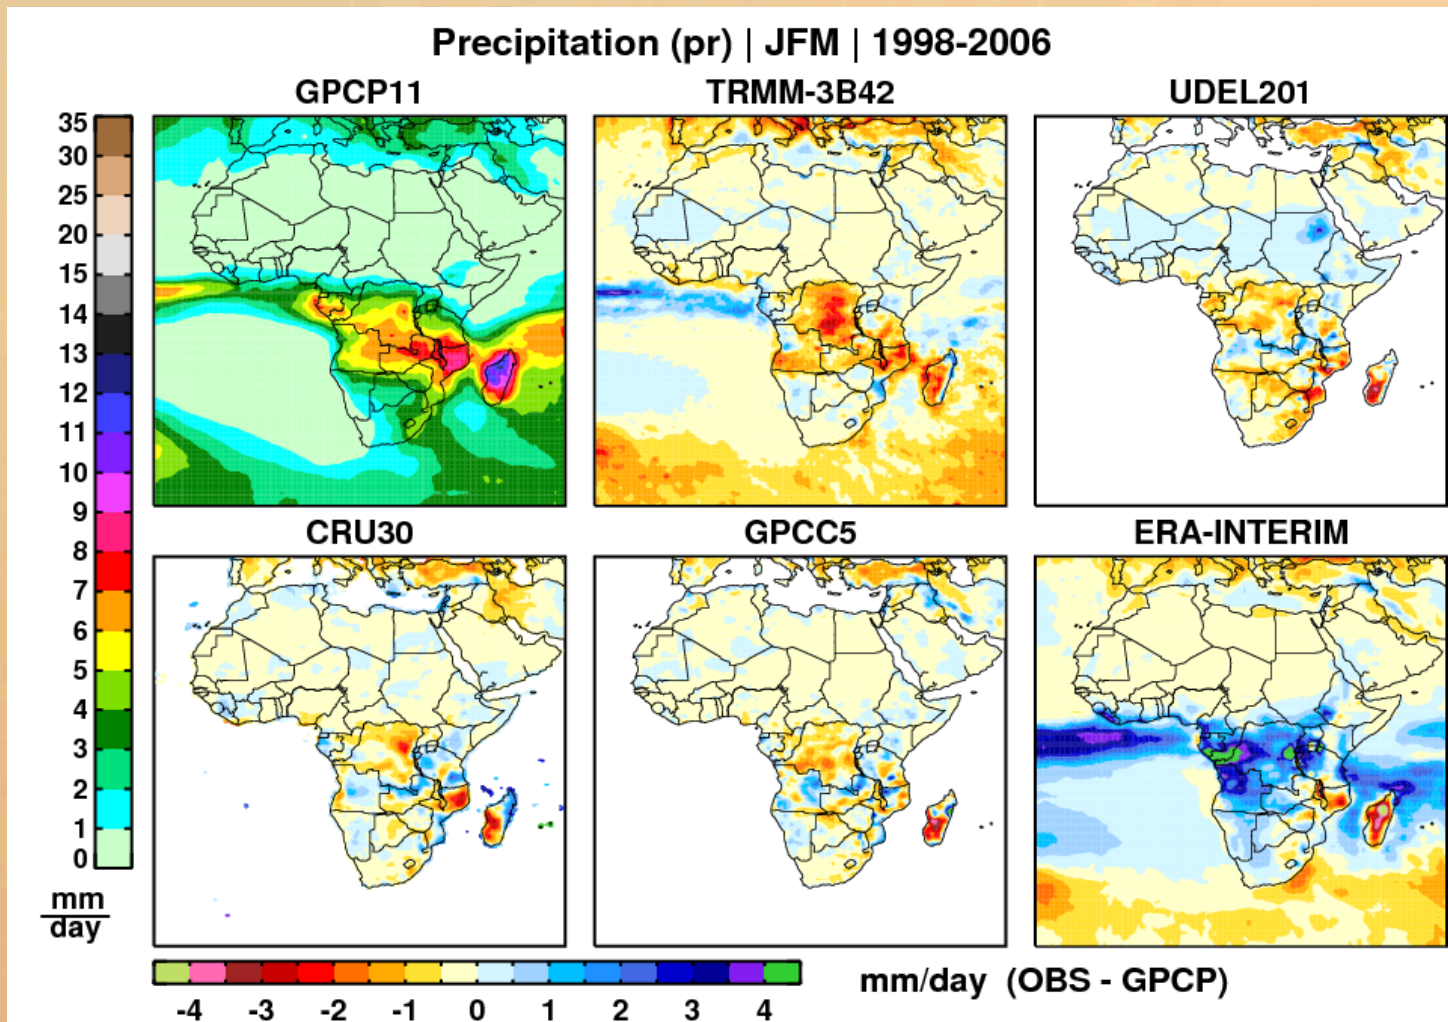 Precipitation (pr) | JFM | 1998-2006
GPCP11
TRMM-3B42
UDEL201
35
30
25
20
15
14
13
12
11
10
9
8
7
6
5
4
3
2
1
0
mm
day
CRU30
GPCC5
ERA-INTERIM
-4 -3 -2 -1 0 1 2 3 4
mm/day (OBS - GPCP)